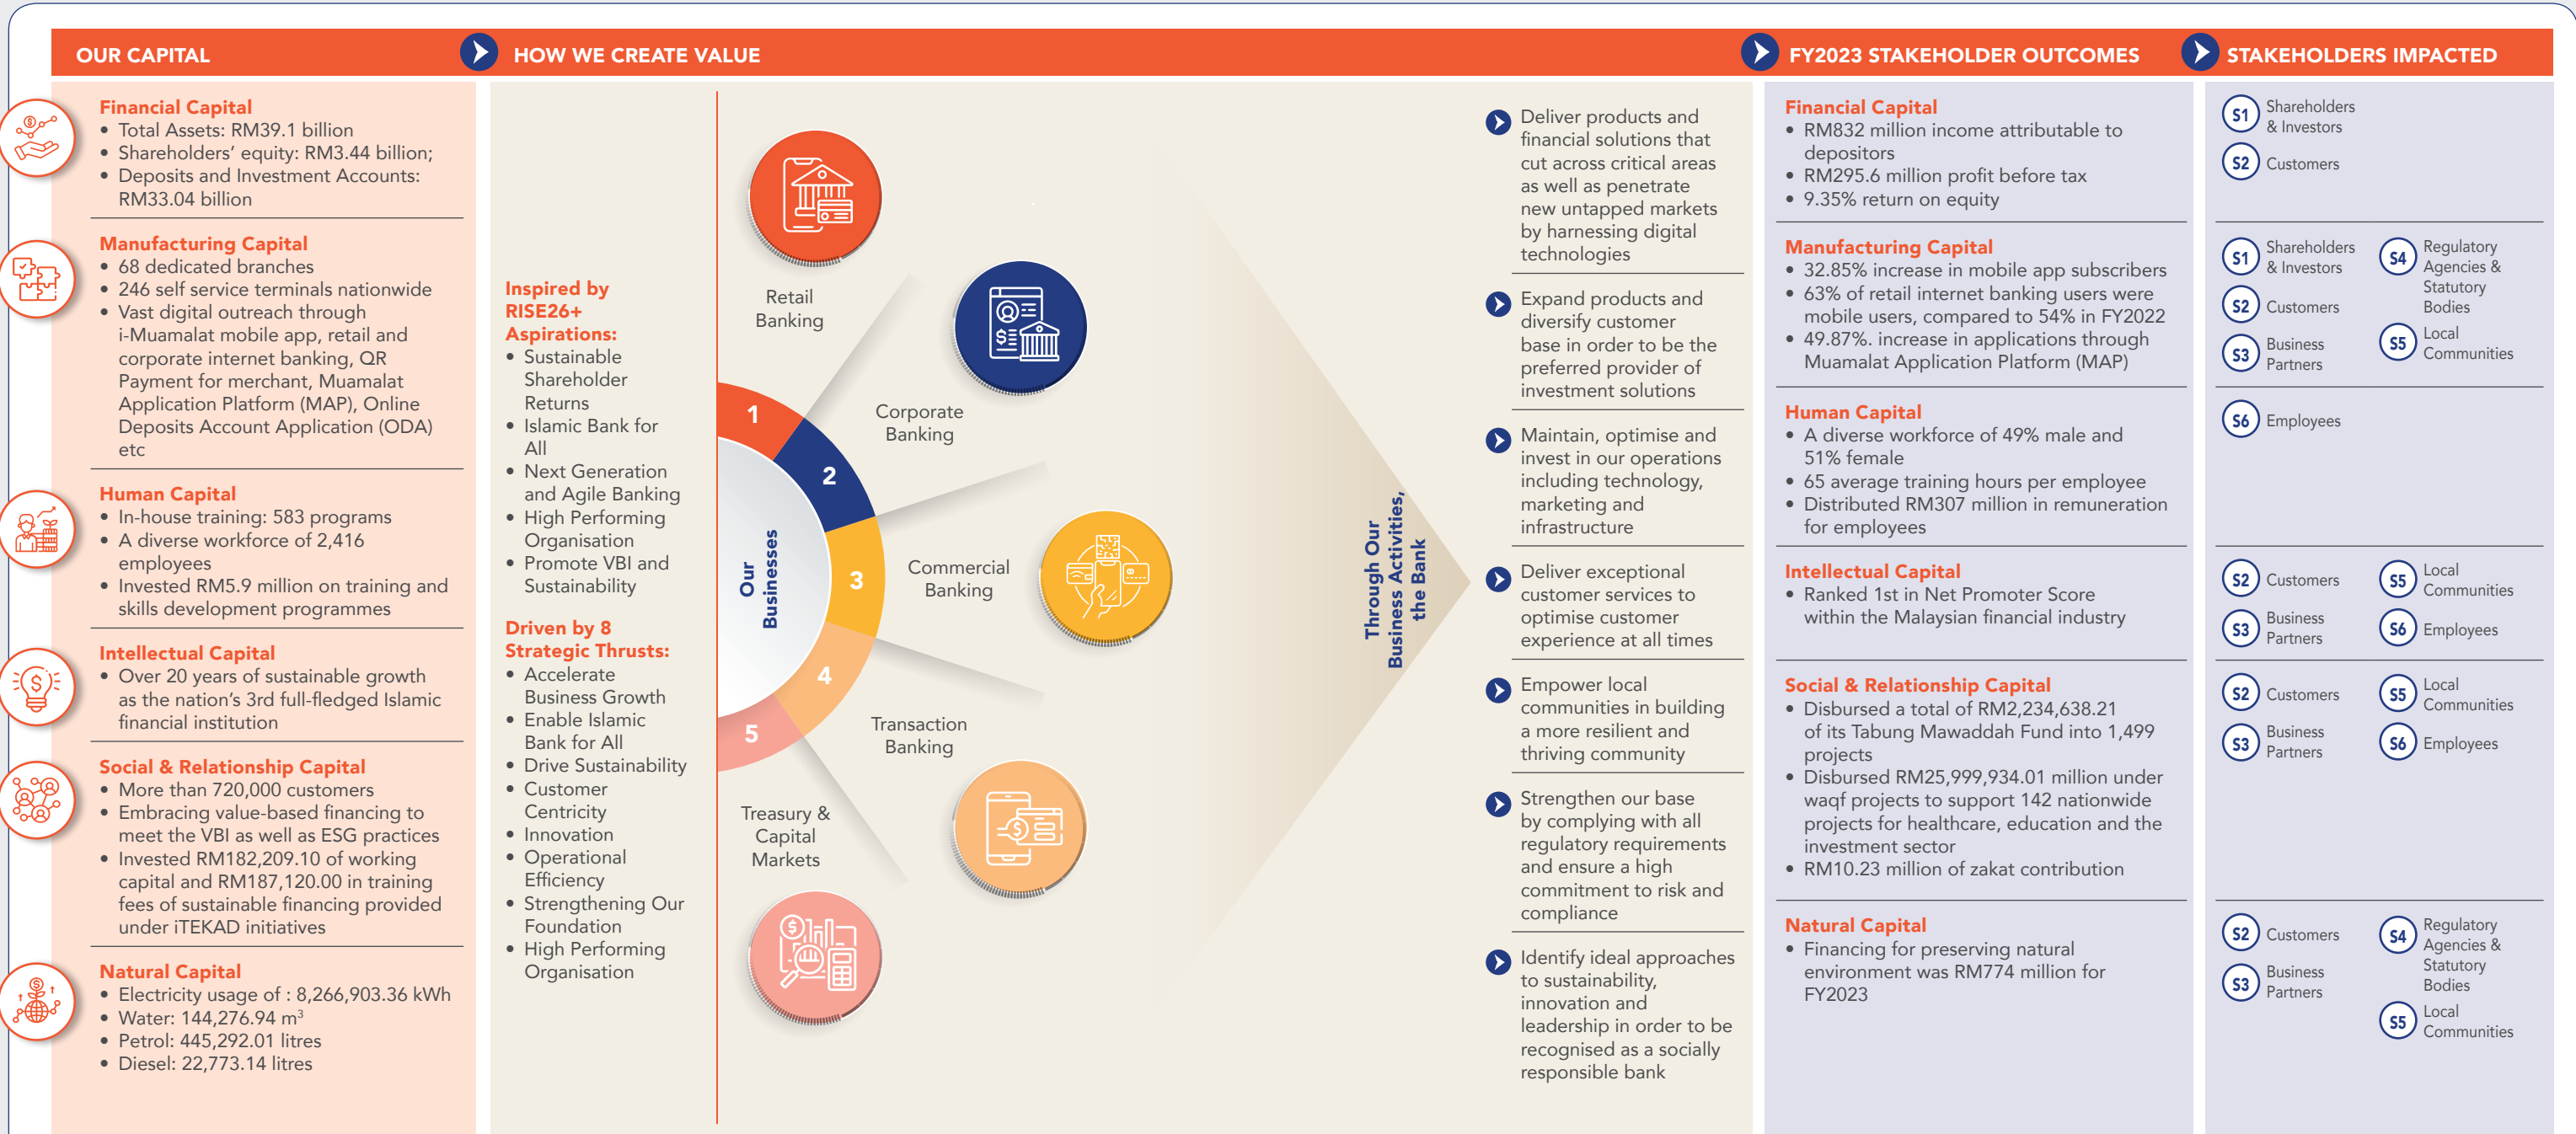 OUR CAPITAL
HOW WE CREATE VALUE
FY2023 STAKEHOLDER OUTCOMES
STAKEHOLDERS IMPACTED
Financial Capital
• Total Assets: RM39.1 billion
• Shareholders' equity: RM3.44 billion;
• Deposits and Investment Accounts:
RM33.04 billion
Manufacturing Capital
• 68 dedicated branches
• 246 self service terminals nationwide
• Vast digital outreach through
i-Muamalat mobile app, retail and
corporate internet banking, QR
Payment for merchant, Muamalat
Application Platform (MAP), Online
Deposits Account Application (ODA)
etc
Human Capital
• In-house training: 583 programs
• A diverse workforce of 2,416
employees
• Invested RM5.9 million on training and
skills development programmes
Intellectual Capital
• Over 20 years of sustainable growth
as the nation's 3rd full-fledged Islamic
financial institution
Social & Relationship Capital
• More than 720,000 customers
• Embracing value-based financing to
meet the VBI as well as ESG practices
• Invested RM182,209.10 of working
capital and RM187,120.00 in training
fees of sustainable financing provided
under iTEKAD initiatives
Natural Capital
• Electricity usage of : 8,266,903.36 kWh
• Water: 144,276.94 m³
• Petrol: 445,292.01 litres
• Diesel: 22,773.14 litres
Inspired by
RISE26+
Aspirations:
• Sustainable
Shareholder
Returns
• Islamic Bank for
All
• Next Generation
and Agile Banking
• High Performing
Organisation
• Promote VBI and
Sustainability
Driven by 8
Strategic Thrusts:
• Accelerate
Business Growth
• Enable Islamic
Bank for All
• Drive Sustainability
• Customer
Centricity
• Innovation
• Operational
Efficiency
• Strengthening Our
Foundation
• High Performing
Organisation
Our
Businesses
1
Retail
Banking
2
Corporate
Banking
3
Commercial
Banking
4
Transaction
Banking
5
Treasury &
Capital
Markets
Through Our
Business Activities,
the Bank
Deliver products and
financial solutions that
cut across critical areas
as well as penetrate
new untapped markets
by harnessing digital
technologies
Expand products and
diversify customer
base in order to be the
preferred provider of
investment solutions
Maintain, optimise and
invest in our operations
including technology,
marketing and
infrastructure
Deliver exceptional
customer services to
optimise customer
experience at all times
Empower local
communities in building
a more resilient and
thriving community
Strengthen our base
by complying with all
regulatory requirements
and ensure a high
commitment to risk and
compliance
Identify ideal approaches
to sustainability,
innovation and
leadership in order to be
recognised as a socially
responsible bank
Financial Capital
• RM832 million income attributable to
depositors
• RM295.6 million profit before tax
• 9.35% return on equity
Manufacturing Capital
• 32.85% increase in mobile app subscribers
• 63% of retail internet banking users were
mobile users, compared to 54% in FY2022
• 49.87%. increase in applications through
Muamalat Application Platform (MAP)
Human Capital
• A diverse workforce of 49% male and
51% female
• 65 average training hours per employee
• Distributed RM307 million in remuneration
for employees
Intellectual Capital
• Ranked 1st in Net Promoter Score
within the Malaysian financial industry
Social & Relationship Capital
• Disbursed a total of RM2,234,638.21
of its Tabung Mawaddah Fund into 1,499
projects
• Disbursed RM25,999,934.01 million under
waqf projects to support 142 nationwide
projects for healthcare, education and the
investment sector
• RM10.23 million of zakat contribution
Natural Capital
• Financing for preserving natural
environment was RM774 million for
FY2023
S1 Shareholders
& Investors
S2 Customers
S1 Shareholders
& Investors
S2 Customers
S3 Business
Partners
S4 Regulatory
Agencies &
Statutory
Bodies
S5 Local
Communities
S6 Employees
S2 Customers
S3 Business
Partners
S5 Local
Communities
S6 Employees
S2 Customers
S3 Business
Partners
S5 Local
Communities
S6 Employees
S2 Customers
S3 Business
Partners
S4 Regulatory
Agencies &
Statutory
Bodies
S5 Local
Communities